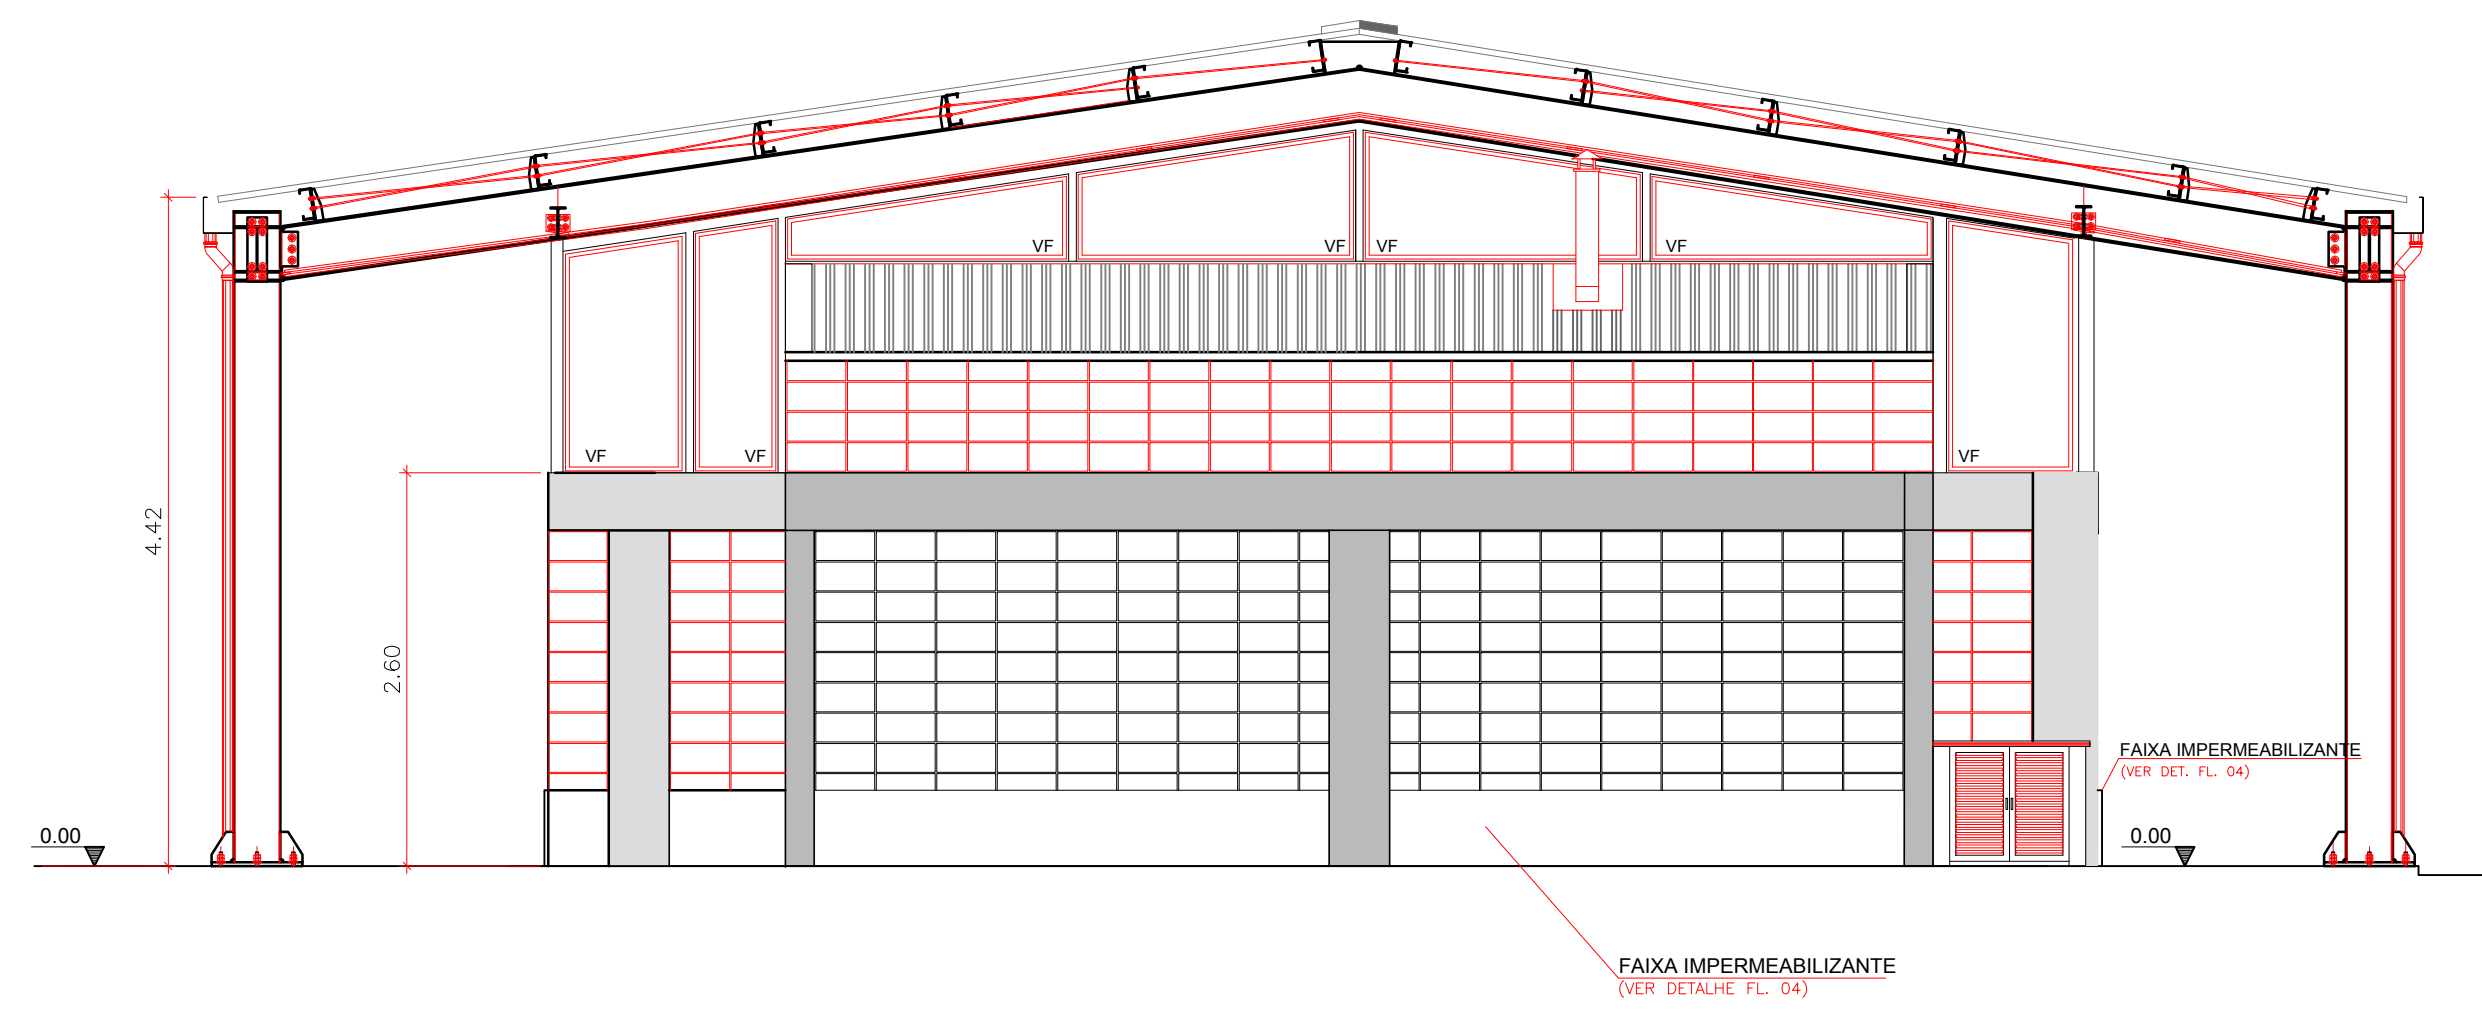 VF
VF
VF
VF
VF
VF
VF
4.42
2.60
FAIXA IMPERMEABILIZANTE
(VER DET. FL. 04)
0.00
0.00
FAIXA IMPERMEABILIZANTE
(VER DETALHE FL. 04)